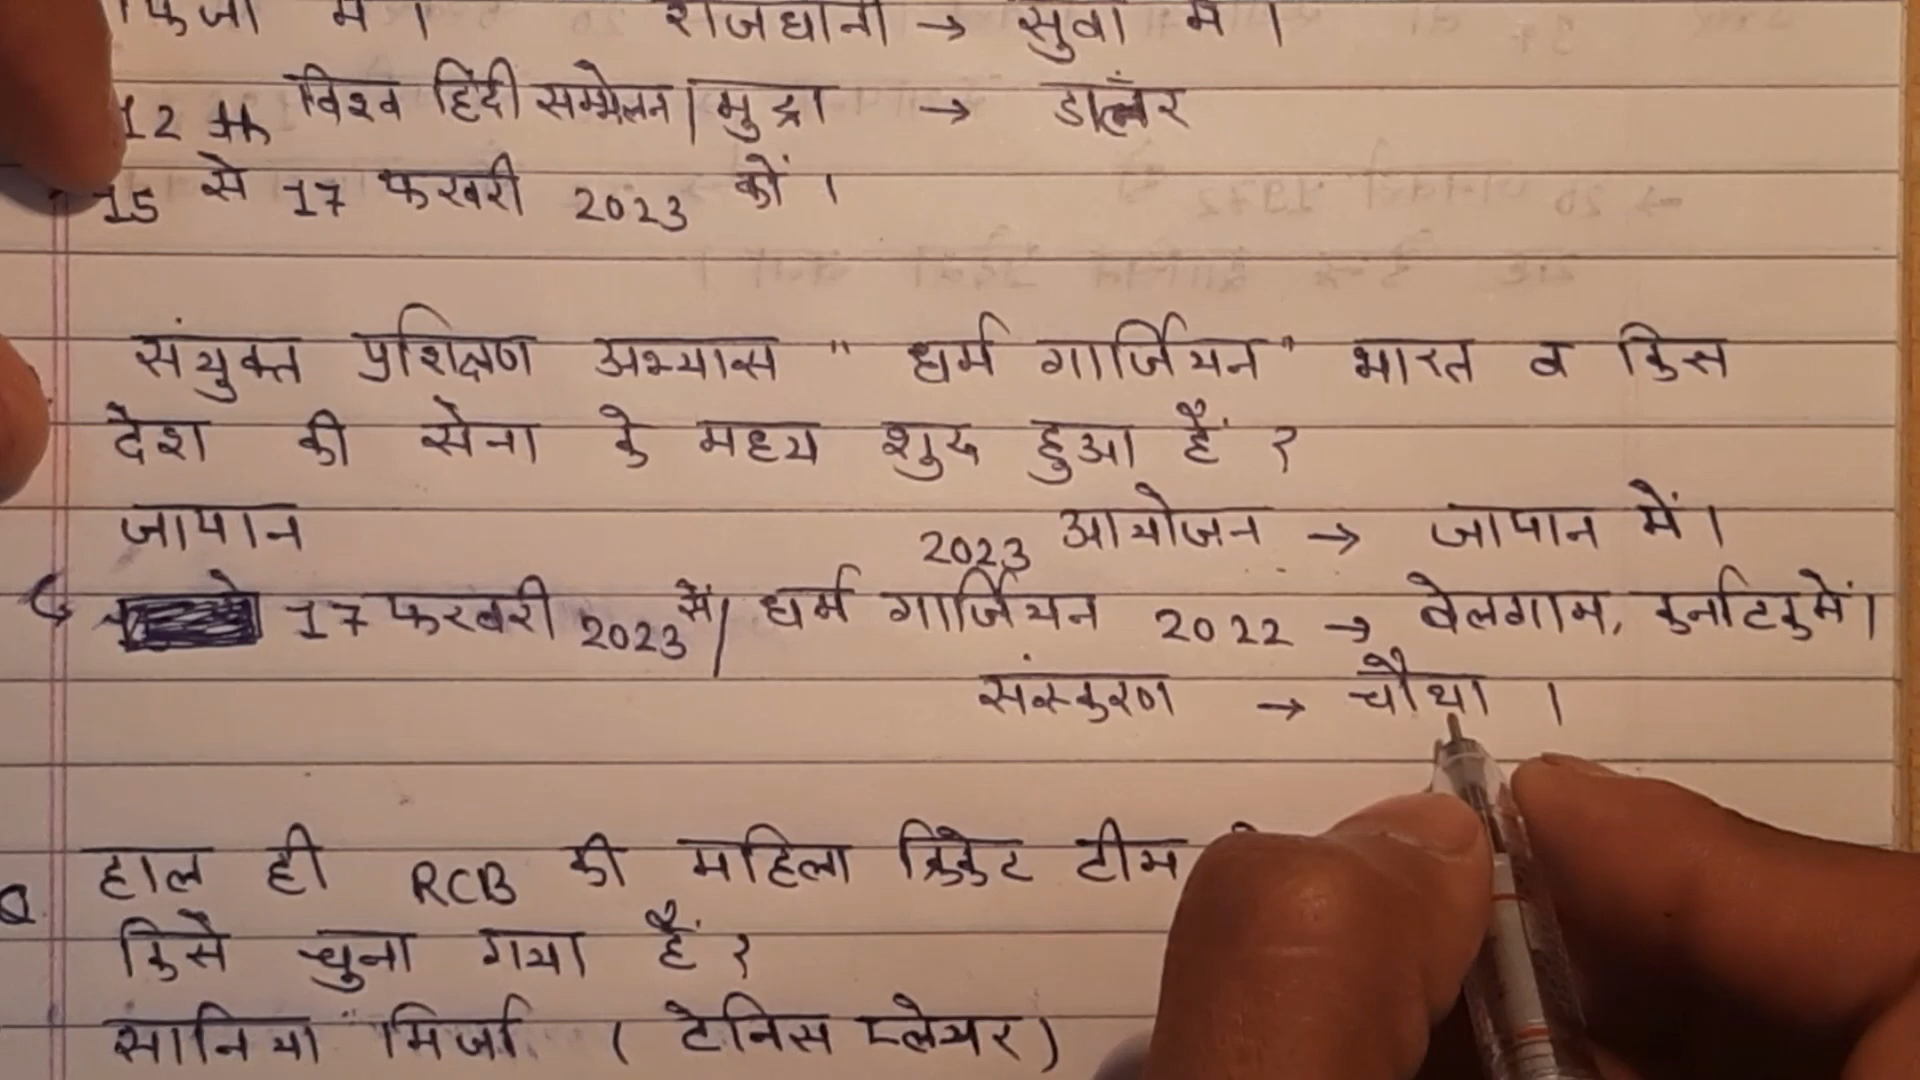 फिजी में । राजधानी → सुवा में ।
12 th विश्व हिंदी सम्मेलन | मुद्रा → डॉलर
15 से 17 फरवरी 2023 को ।
संयुक्त प्रशिक्षण अभ्यास " धर्म गार्जियन " भारत व किस
देश की सेना के मध्य शुरू हुआ हैं ?
जापान 2023 आयोजन → जापान में ।
17 फरवरी 2023 में | धर्म गार्जियन 2022 → बेलगाम, कर्नाटक में ।
संस्करण → चौथा ।
Q. हाल ही RCB की महिला क्रिकेट टीम
किसे चुना गया हैं ?
सानिया मिर्जा ( टेनिस प्लेयर )